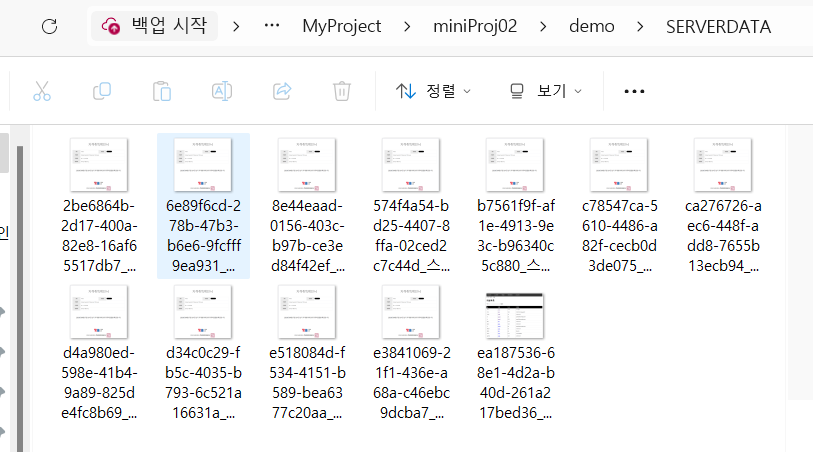 백업 시작 > ... MyProject > miniProj02 > demo > SERVERDATA
정렬 보기 ...
2be6864b-2d17-400a-82e8-16af65517db7_...
6e89f6cd-278b-47b3-b6e6-9fcfff9ea931_...
8e44eaad-0156-403c-b97b-ce3ed84f42ef_...
574f4a54-bd25-4407-8ffa-02ced2c7c44d_스...
b7561f9f-af1e-4913-9e3c-b96340c5c880_스...
c78547ca-5610-4486-a82f-cecb0d3de075_...
ca276726-aec6-448f-add8-7655b13ecb94_...
d4a980ed-598e-41b4-9a89-825de4fc8b69_...
d34c0c29-fb5c-4035-b793-6c521a16631a_...
e518084d-f534-4151-b589-bea6377c20aa_...
e3841069-21f1-436e-a68a-c46ebc9dcba7_...
ea187536-68e1-4d2a-b40d-261a217bed36_...